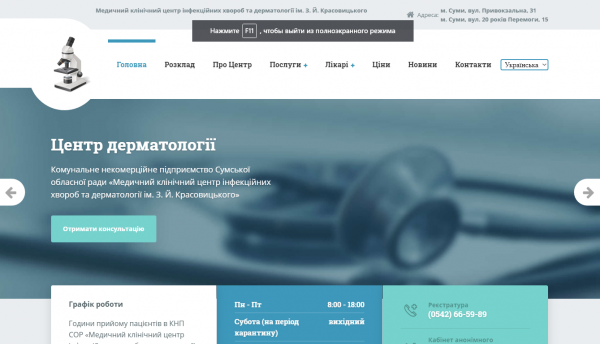 Медичний клінічний центр інфекційних хвороб та дерматології ім. З. Й. Красовицького
Адреса:
м. Суми, вул. Привокзальна, 31
м. Суми, вул. 20 років Перемоги, 15
Нажмите F11 , чтобы выйти из полноэкранного режима
Головна Розклад Про Центр Послуги + Лікарі + Ціни Новини Контакти Українська
Центр дерматології
Комунальне некомерційне підприємство Сумської
обласної ради «Медичний клінічний центр інфекційних
хвороб та дерматології ім. З. Й. Красовицького»
Отримати консультацію
Графік роботи
Години прийому пацієнтів в КНП
СОР «Медичний клінічний центр
Пн - Пт 8:00 - 18:00
Субота (на період вихідний
карантину)
Реєстратура
(0542) 66-59-89
Кабінет анонімного